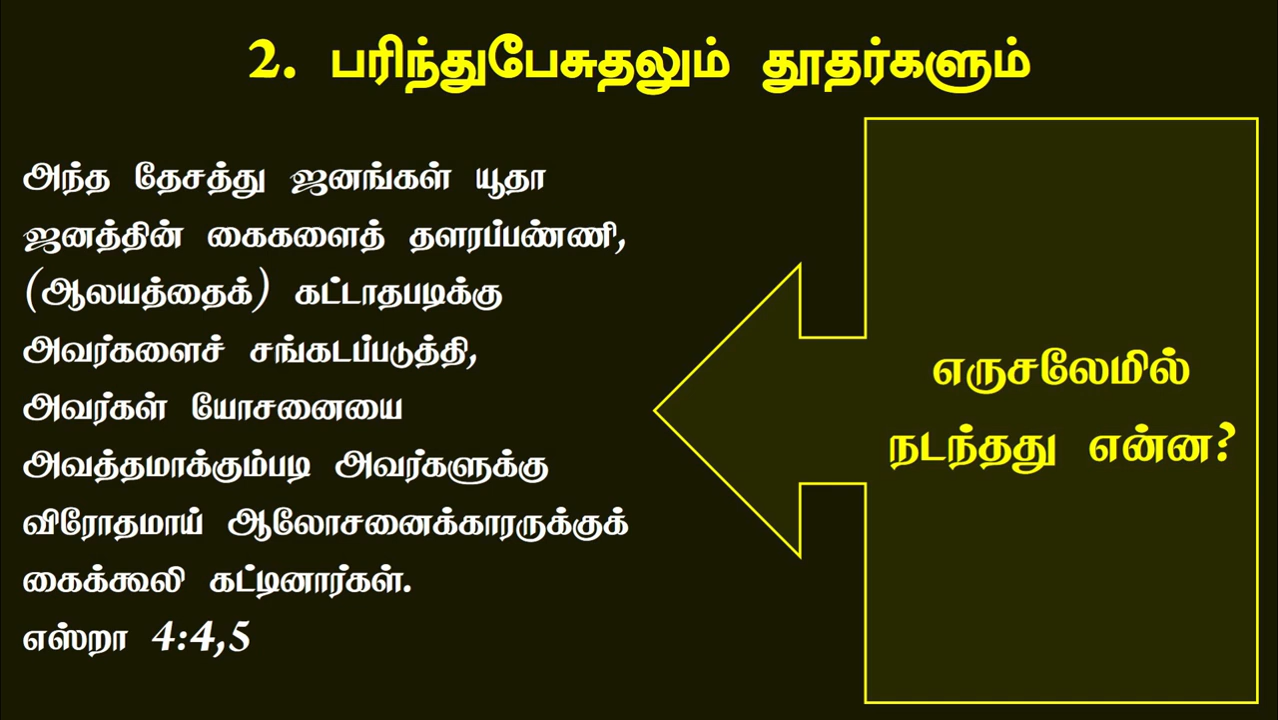 2. பரிந்துபேசுதலும் தூதர்களும்
அந்த தேசத்து ஜனங்கள் யூதா
ஜனத்தின் கைகளைத் தளரப்பண்ணி,
(ஆலயத்தைக்) கட்டாதபடிக்கு
அவர்களைச் சங்கடப்படுத்தி,
அவர்கள் யோசனையை
அவத்தமாக்கும்படி அவர்களுக்கு
விரோதமாய் ஆலோசனைக்காரருக்குக்
கைக்கூலி கட்டினார்கள்.
எஸ்றா 4:4,5
எருசலேமில்
நடந்தது என்ன?